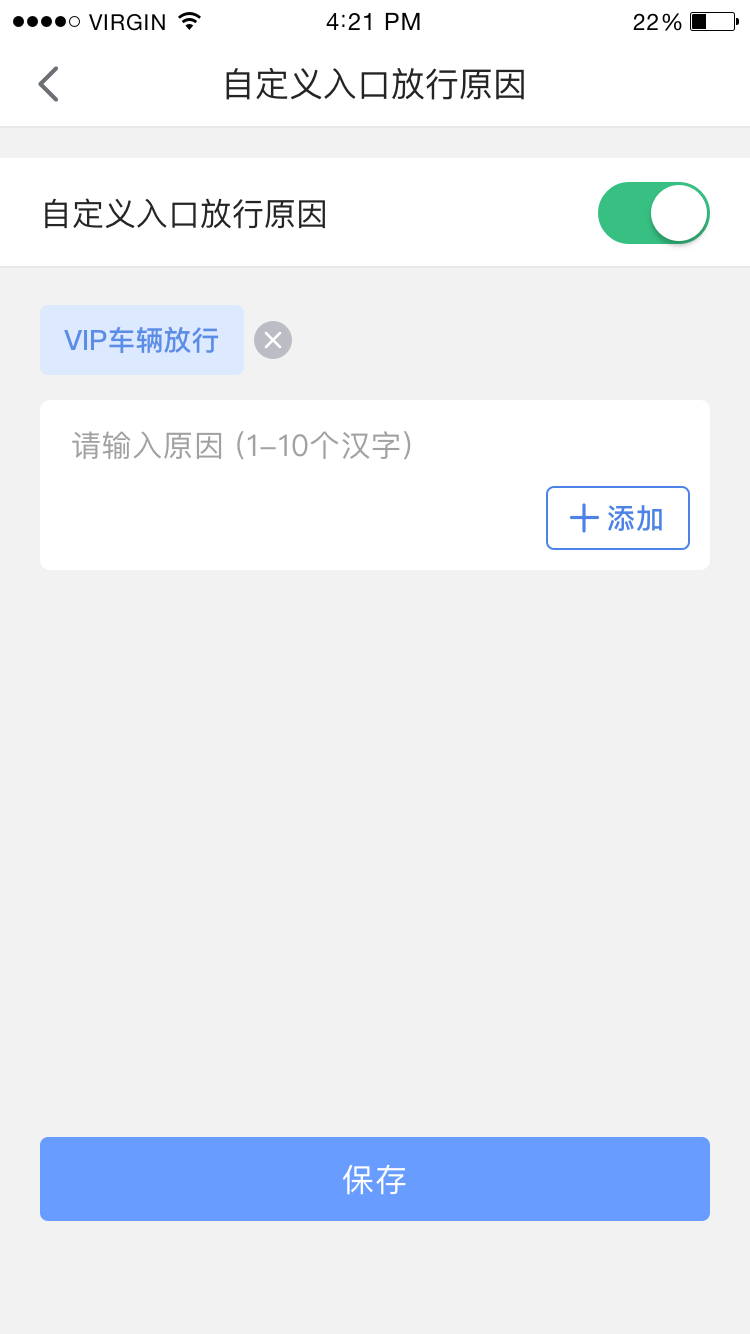 VIRGIN 4:21 PM 22%
自定义入口放行原因
自定义入口放行原因
VIP车辆放行
请输入原因 (1–10个汉字)
添加
保存